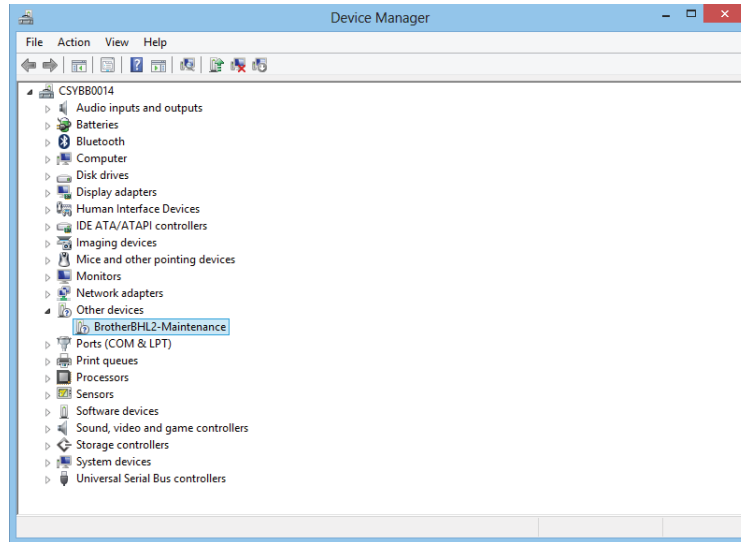 Device Manager
File Action View Help
CSYBB0014
Audio inputs and outputs
Batteries
Bluetooth
Computer
Disk drives
Display adapters
Human Interface Devices
IDE ATA/ATAPI controllers
Imaging devices
Mice and other pointing devices
Monitors
Network adapters
Other devices
BrotherBHL2-Maintenance
Ports (COM & LPT)
Print queues
Processors
Sensors
Software devices
Sound, video and game controllers
Storage controllers
System devices
Universal Serial Bus controllers